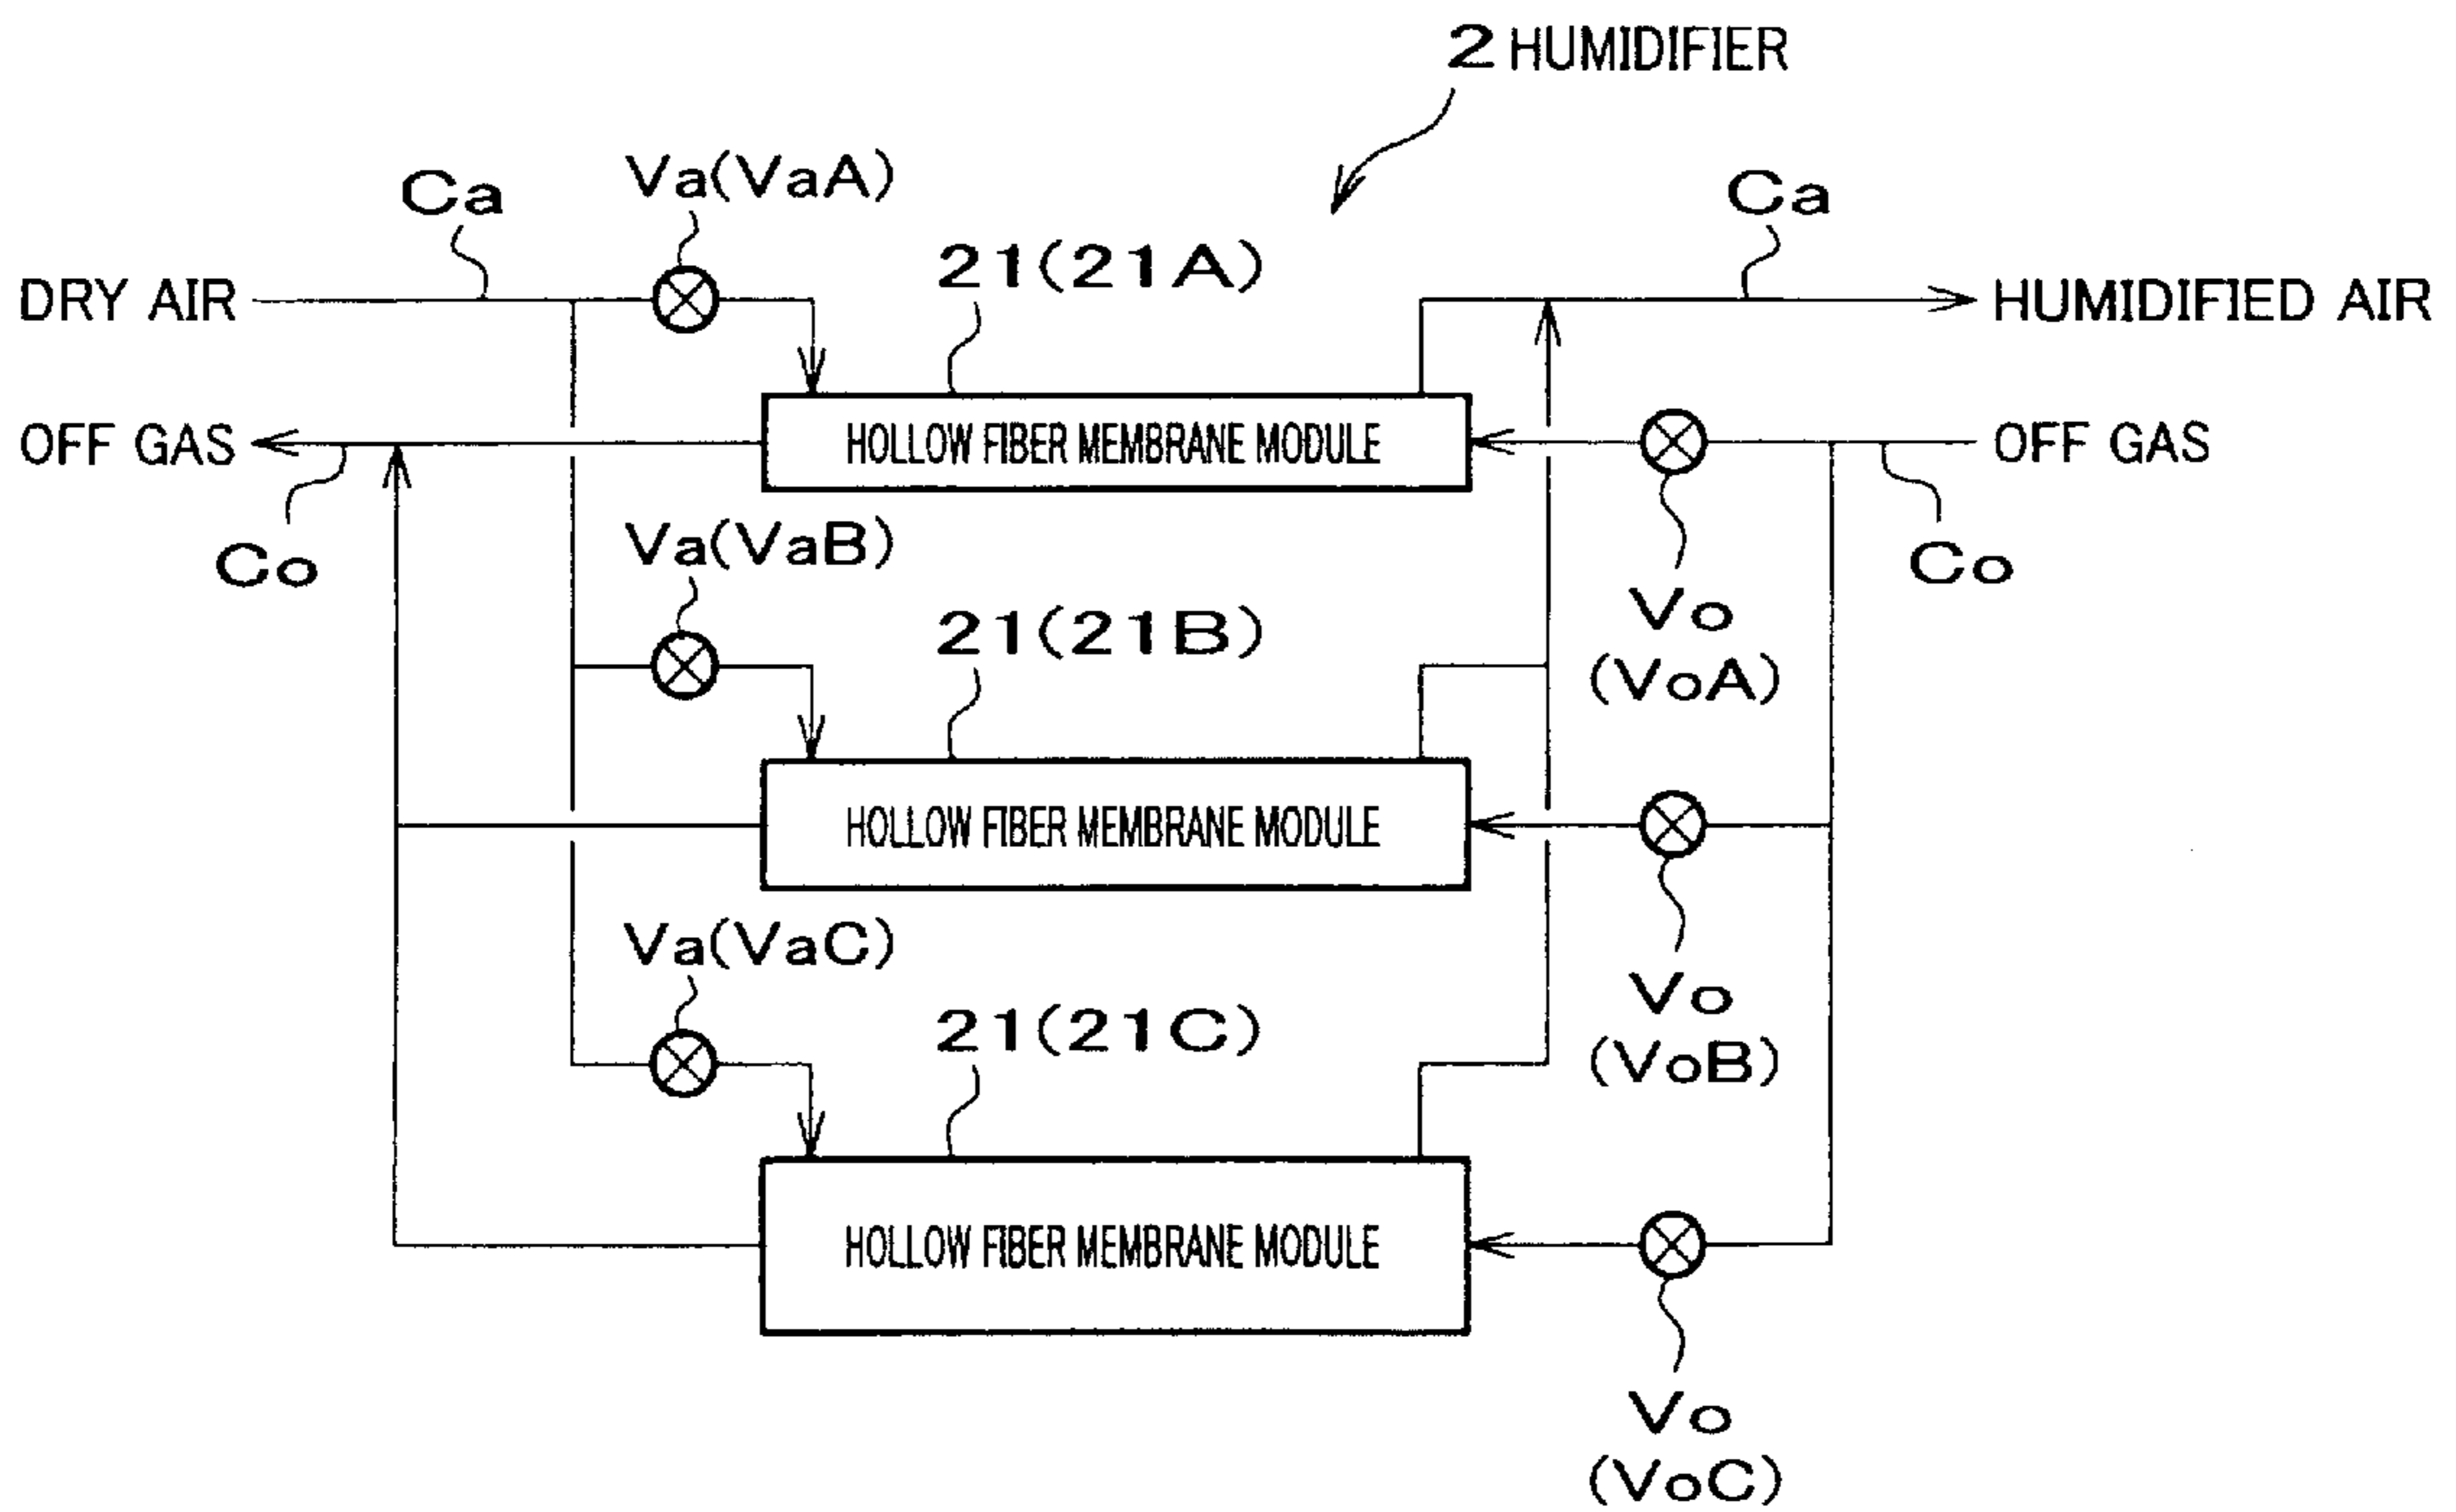 2 HUMIDIFIER
Va(VaA)
Ca
Ca
21(21A)
DRY AIR
HUMIDIFIED AIR
OFF GAS
HOLLOW FIBER MEMBRANE MODULE
OFF GAS
Va(VaB)
Co
Co
Vo
(VoA)
21(21B)
HOLLOW FIBER MEMBRANE MODULE
Va(VaC)
Vo
(VoB)
21(21C)
HOLLOW FIBER MEMBRANE MODULE
Vo
(VoC)